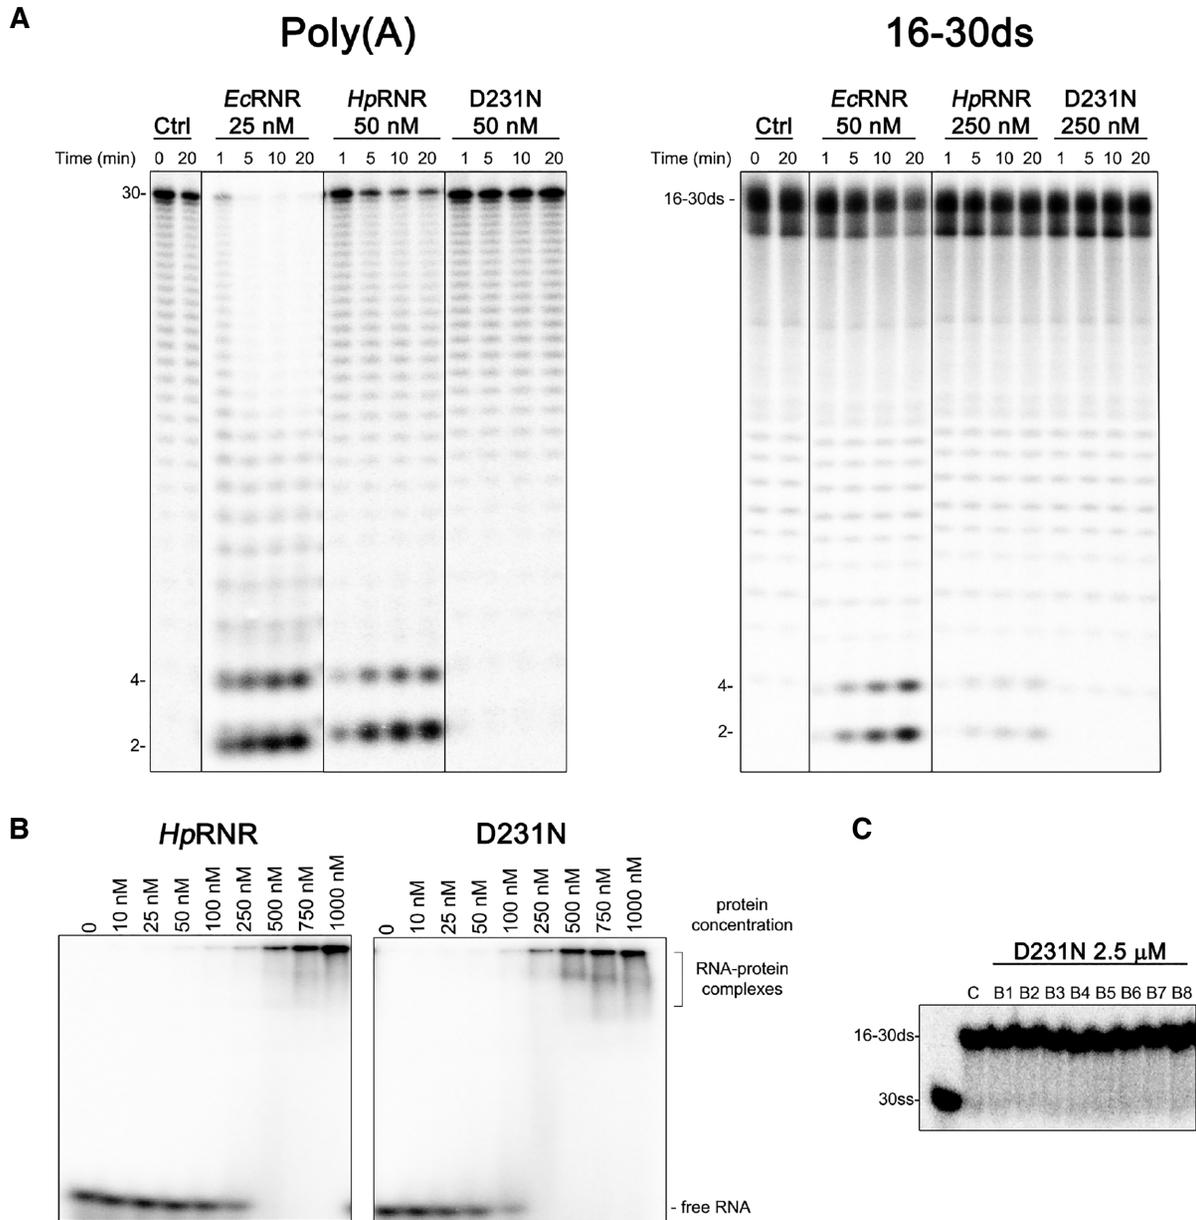 A
Poly(A)
16-30ds
Ctrl
EcRNR
25 nM
HpRNR
50 nM
D231N
50 nM
Time (min) 0 20 1 5 10 20 1 5 10 20 1 5 10 20
30-
4-
2-
Ctrl
EcRNR
50 nM
HpRNR
250 nM
D231N
250 nM
Time (min) 0 20 1 5 10 20 1 5 10 20 1 5 10 20
16-30ds -
4-
2-
B
HpRNR
0 10 nM 25 nM 50 nM 100 nM 250 nM 500 nM 750 nM 1000 nM
D231N
0 10 nM 25 nM 50 nM 100 nM 250 nM 500 nM 750 nM 1000 nM
protein
concentration
RNA-protein
complexes
- free RNA
C
D231N 2.5 μM
C B1 B2 B3 B4 B5 B6 B7 B8
16-30ds-
30ss-